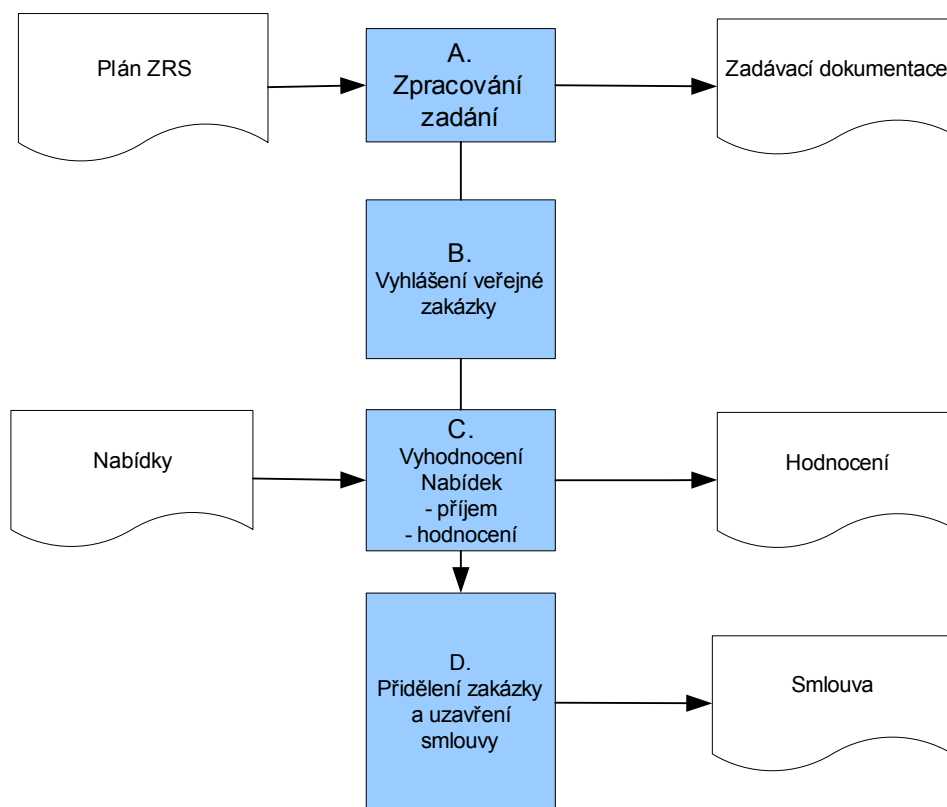 Plán ZRS
A.
Zpracování
zadání
Zadávací dokumentace
B.
Vyhlášení veřejné
zakázky
Nabídky
C.
Vyhodnocení
Nabídek
- příjem
- hodnocení
Hodnocení
D.
Přidělení zakázky
a uzavření
smlouvy
Smlouva